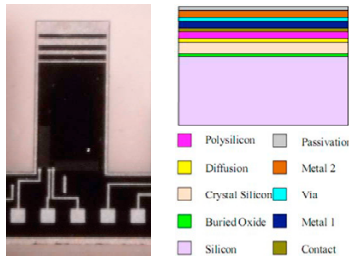 Polysilicon Passivation
Diffusion Metal 2
Crystal Silicon Via
Buried Oxide Metal 1
Silicon Contact